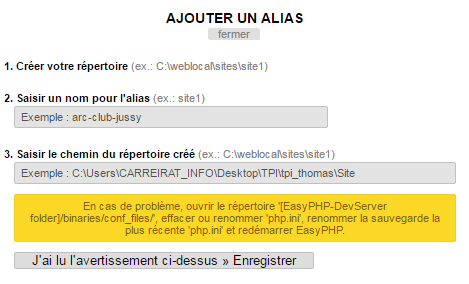 AJOUTER UN ALIAS
fermer
1. Créer votre répertoire (ex.: C:\weblocal\sites\site1)
2. Saisir un nom pour l'alias (ex.: site1)
Exemple : arc-club-jussy
3. Saisir le chemin du répertoire créé (ex.: C:\weblocal\sites\site1)
Exemple : C:\Users\CARREIRAT_INFO\Desktop\TPI\tpi_thomas\Site
En cas de problème, ouvrir le répertoire '[EasyPHP-DevServer
folder]/binaries/conf_files/', effacer ou renommer 'php.ini', renommer la sauvegarde de
la plus récente 'php.ini' et redémarrer EasyPHP.
J'ai lu l'avertissement ci-dessus » Enregistrer